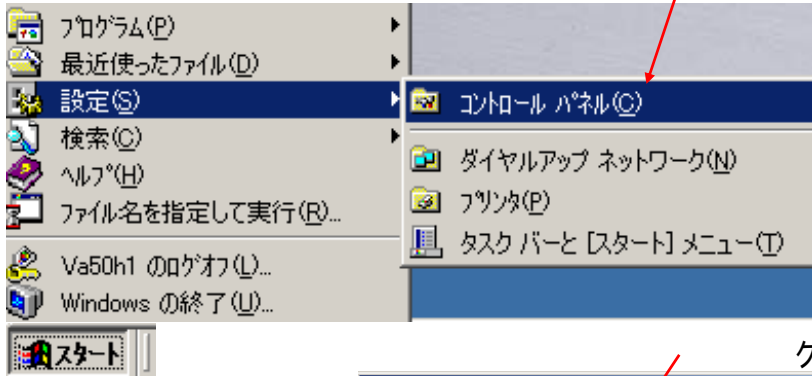 プログラム(P)
最近使ったファイル(D)
設定(S)
検索(C)
ヘルプ(H)
ファイル名を指定して実行(R)...
Va50h1 のログオフ(L)...
Windows の終了(U)...
コントロール パネル(C)
ダイヤルアップ ネットワーク(N)
プリンタ(P)
タスク バーと [スタート] メニュー(T)
スタート